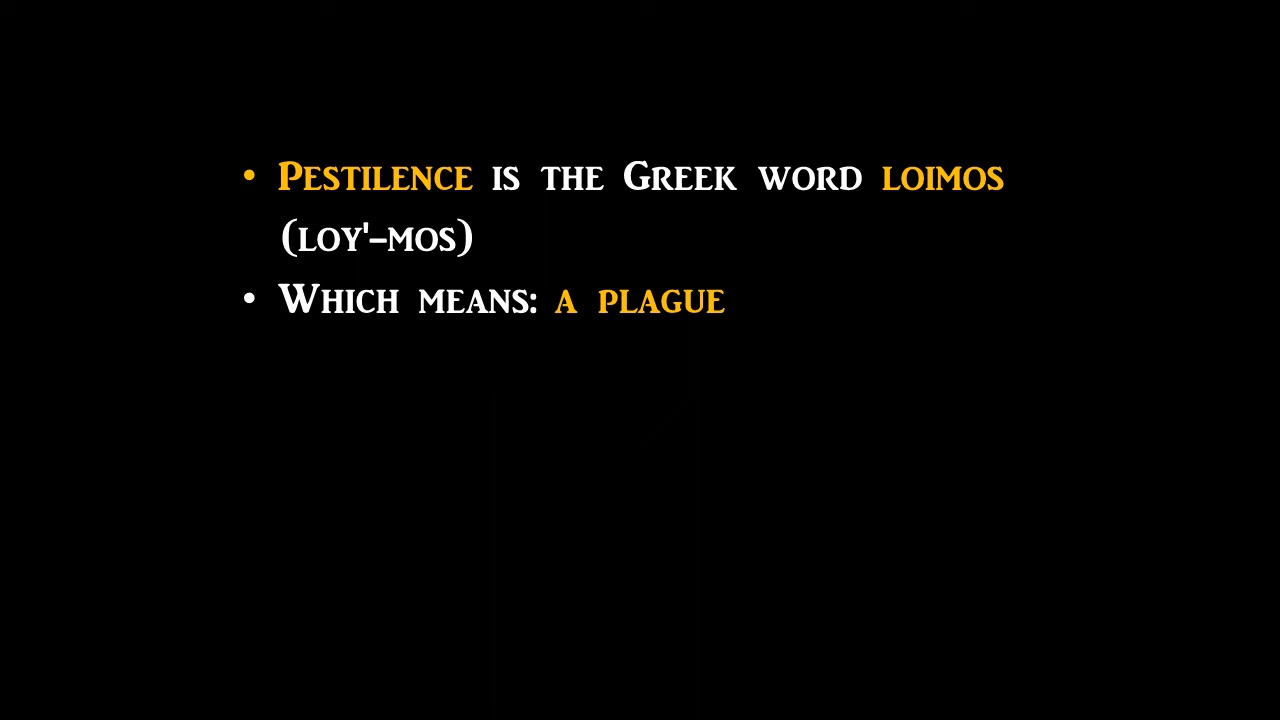 • Pestilence is the Greek word loimos
(loy'-mos)
• Which means: a plague